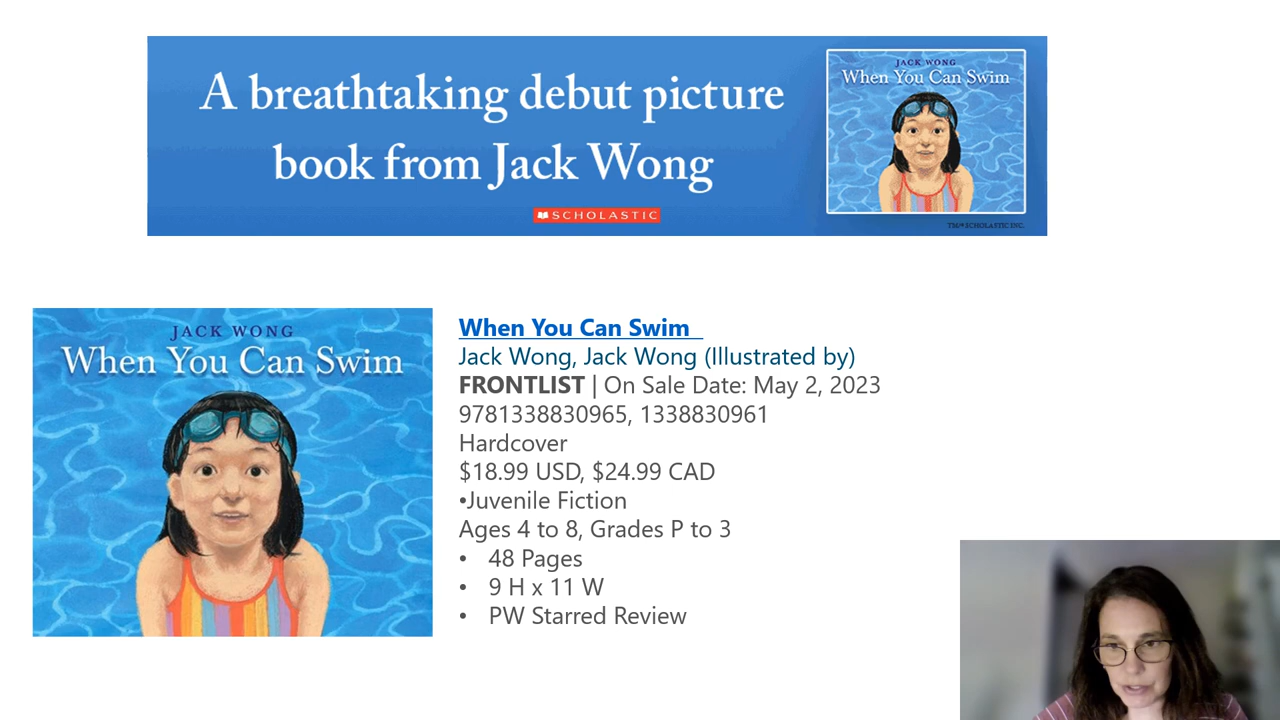 A breathtaking debut picture
book from Jack Wong
SCHOLASTIC
JACK WONG
When You Can Swim
TM/® SCHOLASTIC INC.
JACK WONG
When You Can Swim
When You Can Swim
Jack Wong, Jack Wong (Illustrated by)
FRONTLIST | On Sale Date: May 2, 2023
9781338830965, 1338830961
Hardcover
$18.99 USD, $24.99 CAD
•Juvenile Fiction
Ages 4 to 8, Grades P to 3
• 48 Pages
• 9 H x 11 W
• PW Starred Review